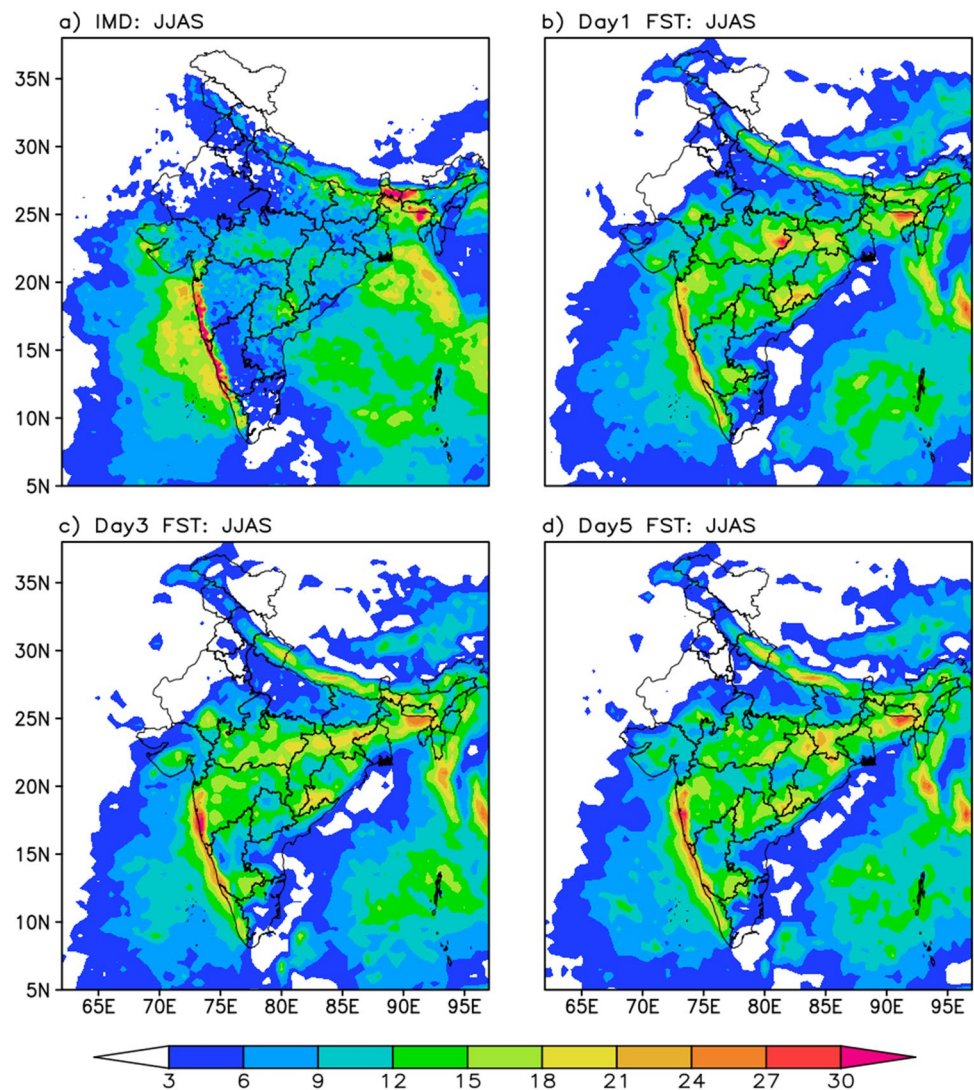 a) IMD: JJAS
b) Day1 FST: JJAS
35N
30N
25N
20N
15N
10N
5N
c) Day3 FST: JJAS
d) Day5 FST: JJAS
35N
30N
25N
20N
15N
10N
5N
65E 70E 75E 80E 85E 90E 95E
65E 70E 75E 80E 85E 90E 95E
3 6 9 12 15 18 21 24 27 30